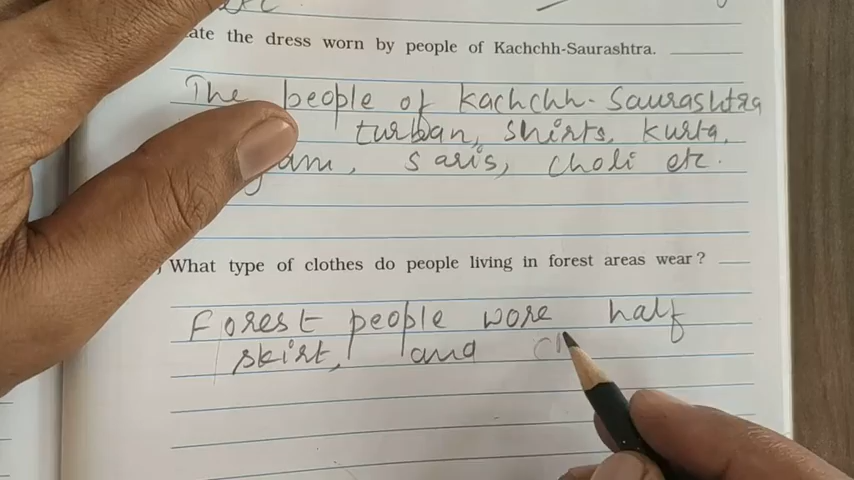 ate the dress worn by people of Kachchh-Saurashtra.
The people of Kachchh- Saurashtra
turban, shirts, kurta,
saris, choli etc.
What type of clothes do people living in forest areas wear?
Forest people wore half
skirt, and